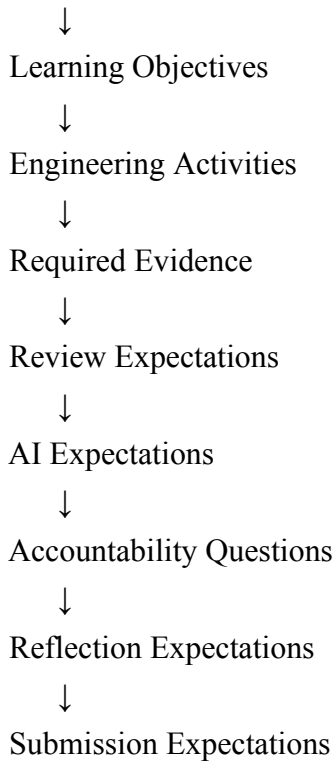 ↓
Learning Objectives
↓
Engineering Activities
↓
Required Evidence
↓
Review Expectations
↓
AI Expectations
↓
Accountability Questions
↓
Reflection Expectations
↓
Submission Expectations